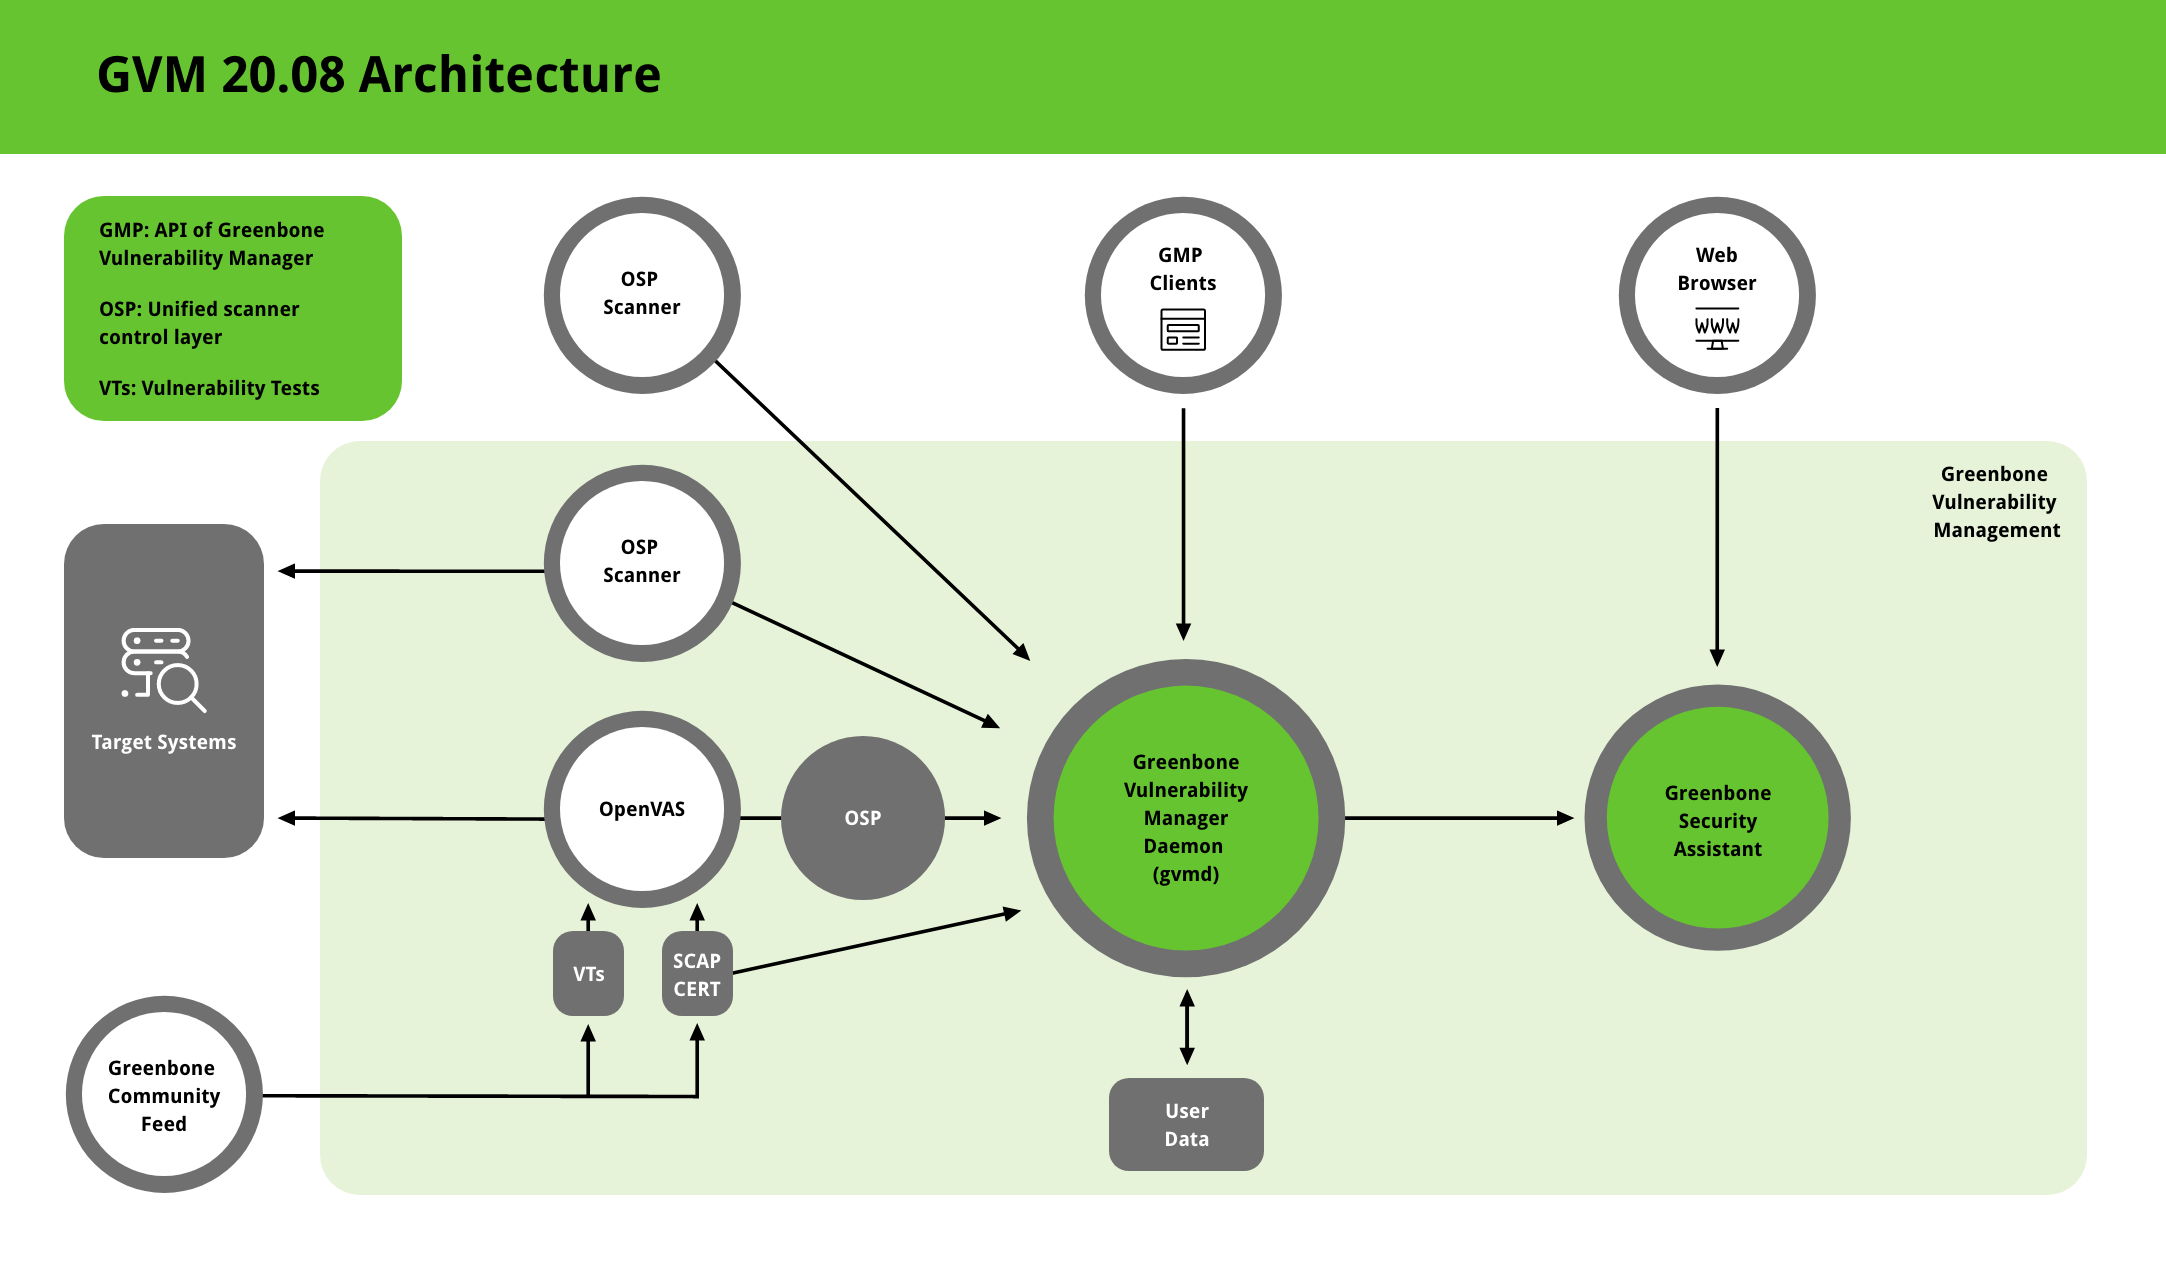 GVM 20.08 Architecture
GMP: API of Greenbone
Vulnerability Manager
OSP: Unified scanner
control layer
VTs: Vulnerability Tests
OSP
Scanner
GMP
Clients
Web
Browser
WWW
Greenbone
Vulnerability
Management
OSP
Scanner
Target Systems
OpenVAS
OSP
Greenbone
Vulnerability
Manager
Daemon
(gvmd)
Greenbone
Security
Assistant
VTs
SCAP
CERT
Greenbone
Community
Feed
User
Data